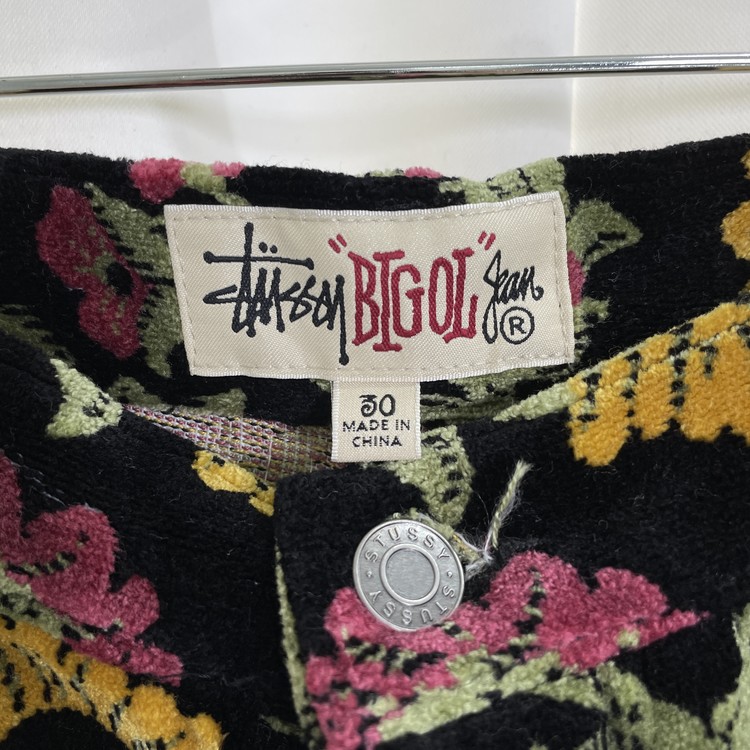 Stüssy "BIG OL" Jean ®
30
MADE IN
CHINA
STUSSY • STUSSY •